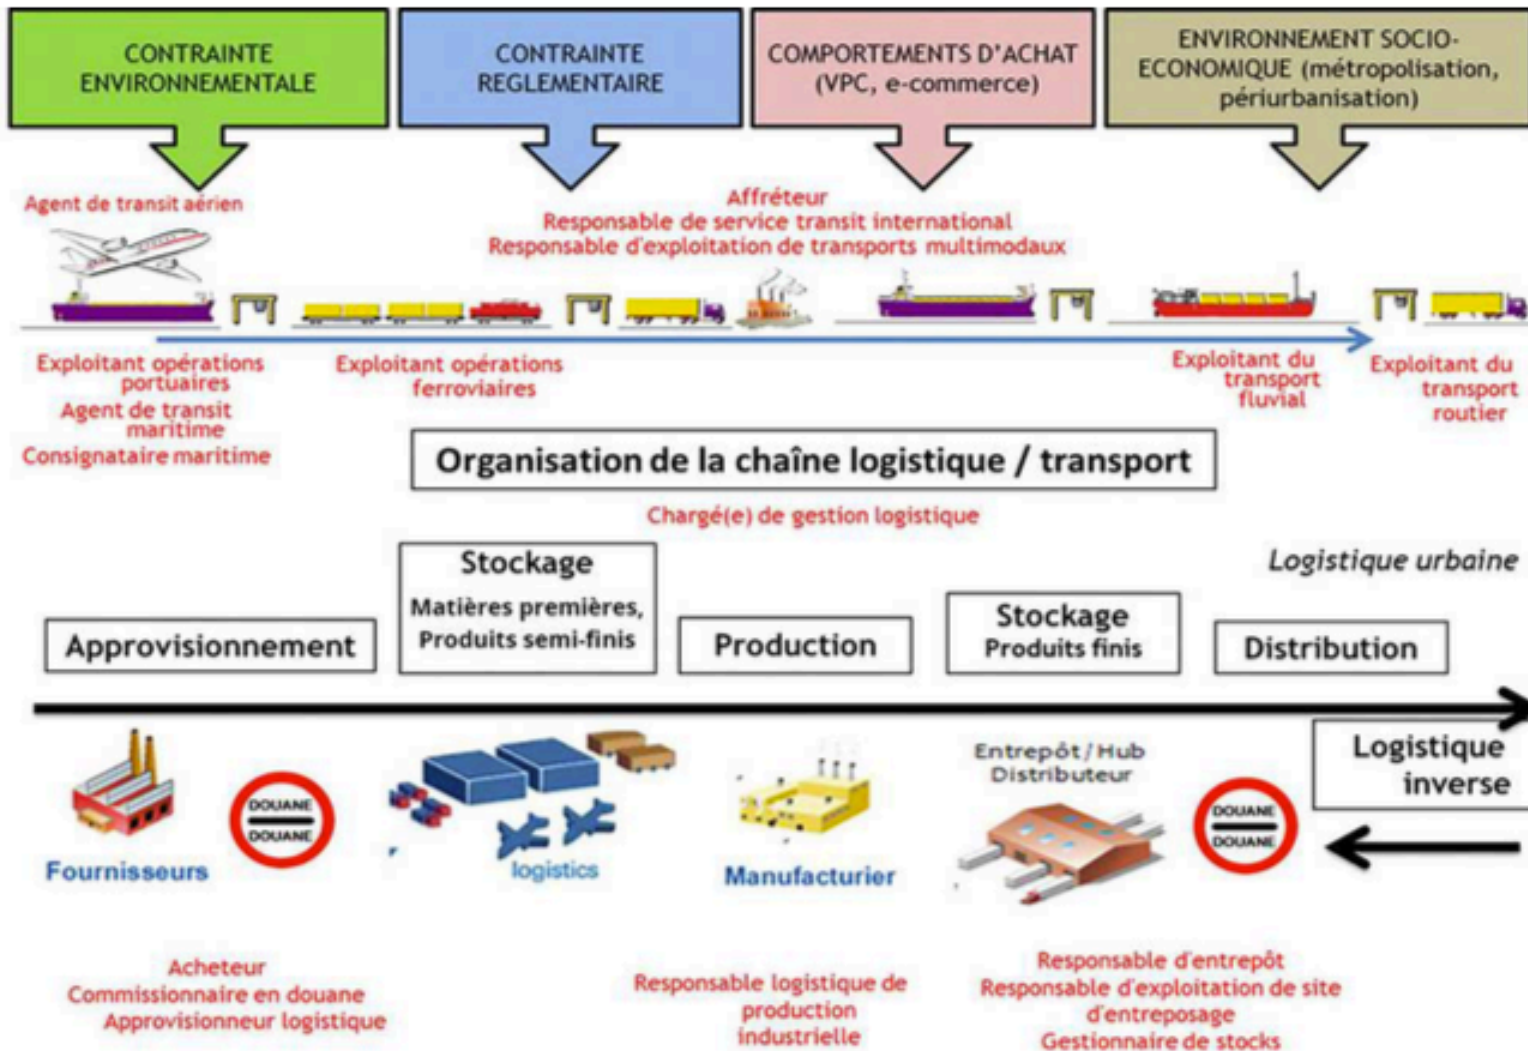 CONTRAINTE
ENVIRONNEMENTALE
CONTRAINTE
REGLEMENTAIRE
COMPORTEMENTS D'ACHAT
(VPC, e-commerce)
ENVIRONNEMENT SOCIO-
ECONOMIQUE (métropolisation,
périurbanisation)
Agent de transit aérien
Affréteur
Responsable de service transit international
Responsable d'exploitation de transports multimodaux
Exploitant opérations
portuaires
Agent de transit
maritime
Consignataire maritime
Exploitant opérations
ferroviaires
Exploitant du
transport
fluvial
Exploitant du
transport
routier
Organisation de la chaîne logistique / transport
Chargé(e) de gestion logistique
Logistique urbaine
Approvisionnement
Stockage
Matières premières,
Produits semi-finis
Production
Stockage
Produits finis
Distribution
Logistique
inverse
Fournisseurs
DOUANE
DOUANE
logistics
Manufacturier
Entrepôt / Hub
Distributeur
DOUANE
DOUANE
Acheteur
Commissionnaire en douane
Approvisionneur logistique
Responsable logistique de
production
industrielle
Responsable d'entrepôt
Responsable d'exploitation de site
d'entreposage
Gestionnaire de stocks